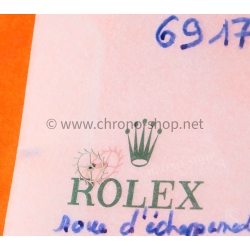 6917
© www.chronoshop.net
ROLEX
roue d'échappement